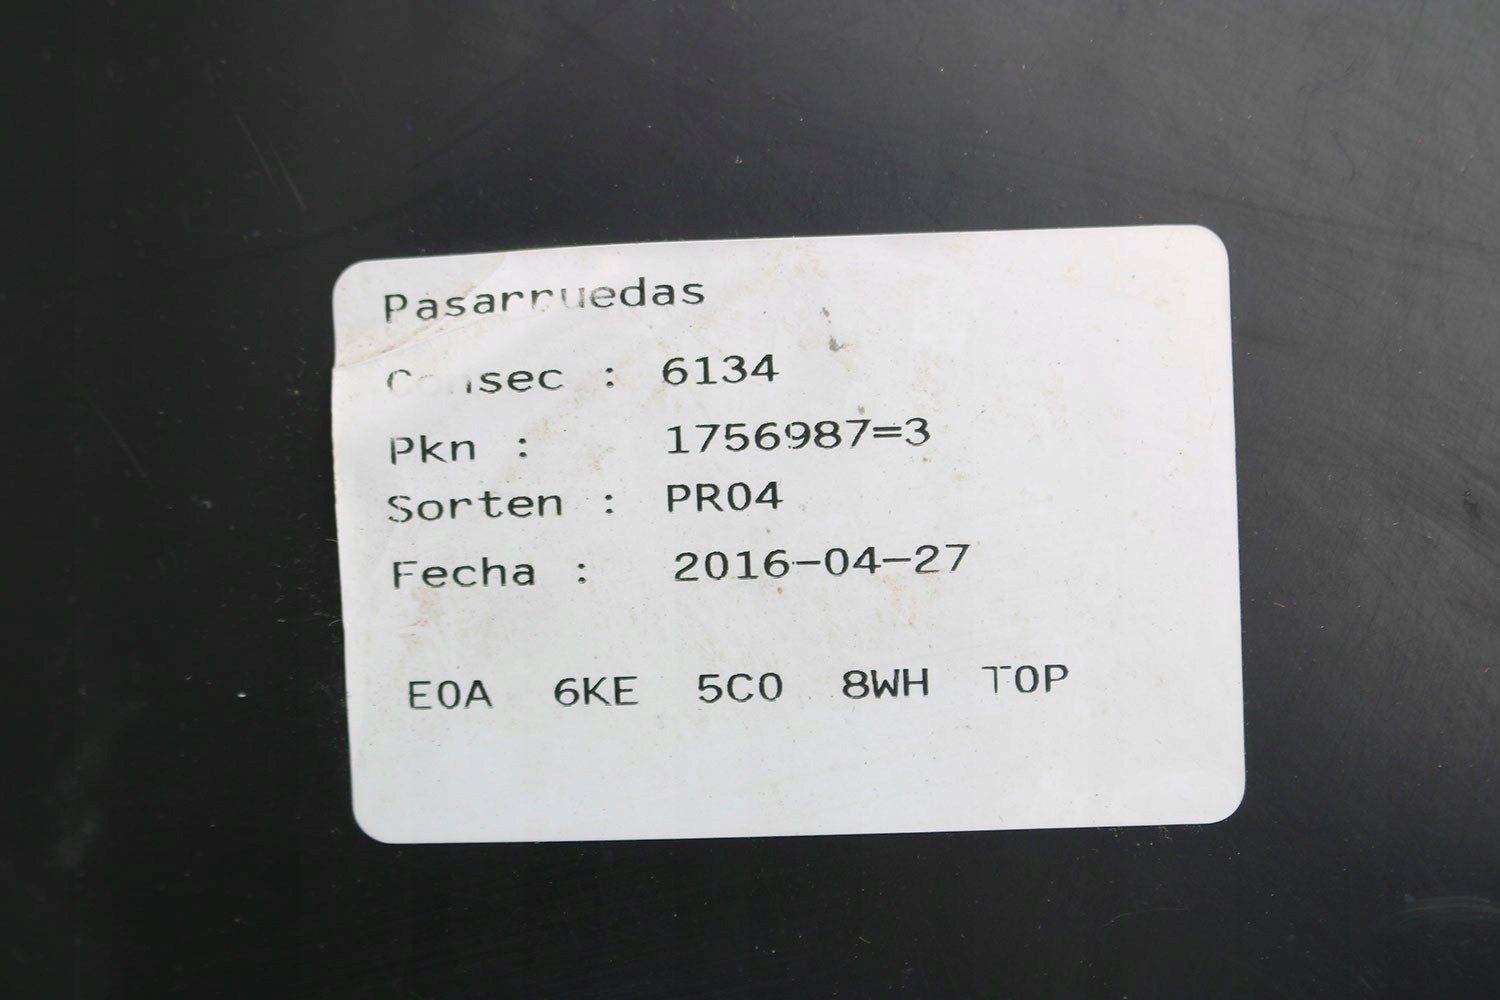 Pasarruedas
Consec : 6134
Pkn : 1756987=3
Sorten : PR04
Fecha : 2016-04-27
E0A 6KE 5C0 8WH T0P